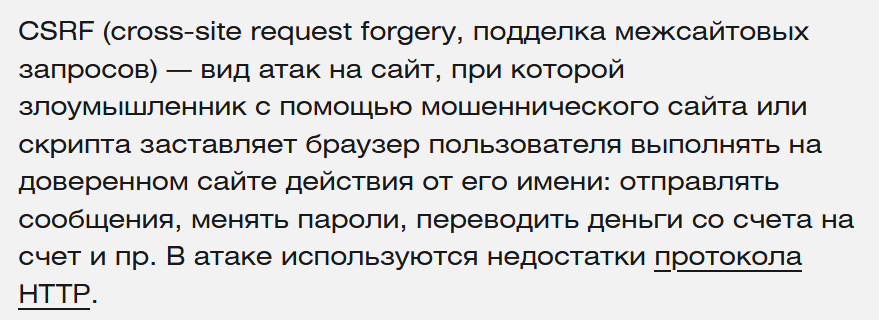 CSRF (cross-site request forgery, подделка межсайтовых
запросов) — вид атак на сайт, при которой
злоумышленник с помощью мошеннического сайта или
скрипта заставляет браузер пользователя выполнять на
доверенном сайте действия от его имени: отправлять
сообщения, менять пароли, переводить деньги со счета на
счет и пр. В атаке используются недостатки протокола
HTTP.